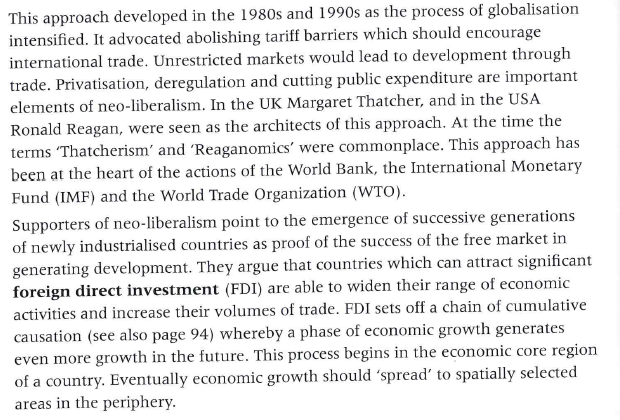 This approach developed in the 1980s and 1990s as the process of globalisation
intensified. It advocated abolishing tariff barriers which should encourage
international trade. Unrestricted markets would lead to development through
trade. Privatisation, deregulation and cutting public expenditure are important
elements of neo-liberalism. In the UK Margaret Thatcher, and in the USA
Ronald Reagan, were seen as the architects of this approach. At the time the
terms ‘Thatcherism’ and ‘Reaganomics’ were commonplace. This approach has
been at the heart of the actions of the World Bank, the International Monetary
Fund (IMF) and the World Trade Organization (WTO).
Supporters of neo-liberalism point to the emergence of successive generations
of newly industrialised countries as proof of the success of the free market in
generating development. They argue that countries which can attract significant
foreign direct investment (FDI) are able to widen their range of economic
activities and increase their volumes of trade. FDI sets off a chain of cumulative
causation (see also page 94) whereby a phase of economic growth generates
even more growth in the future. This process begins in the economic core region
of a country. Eventually economic growth should ‘spread’ to spatially selected
areas in the periphery.